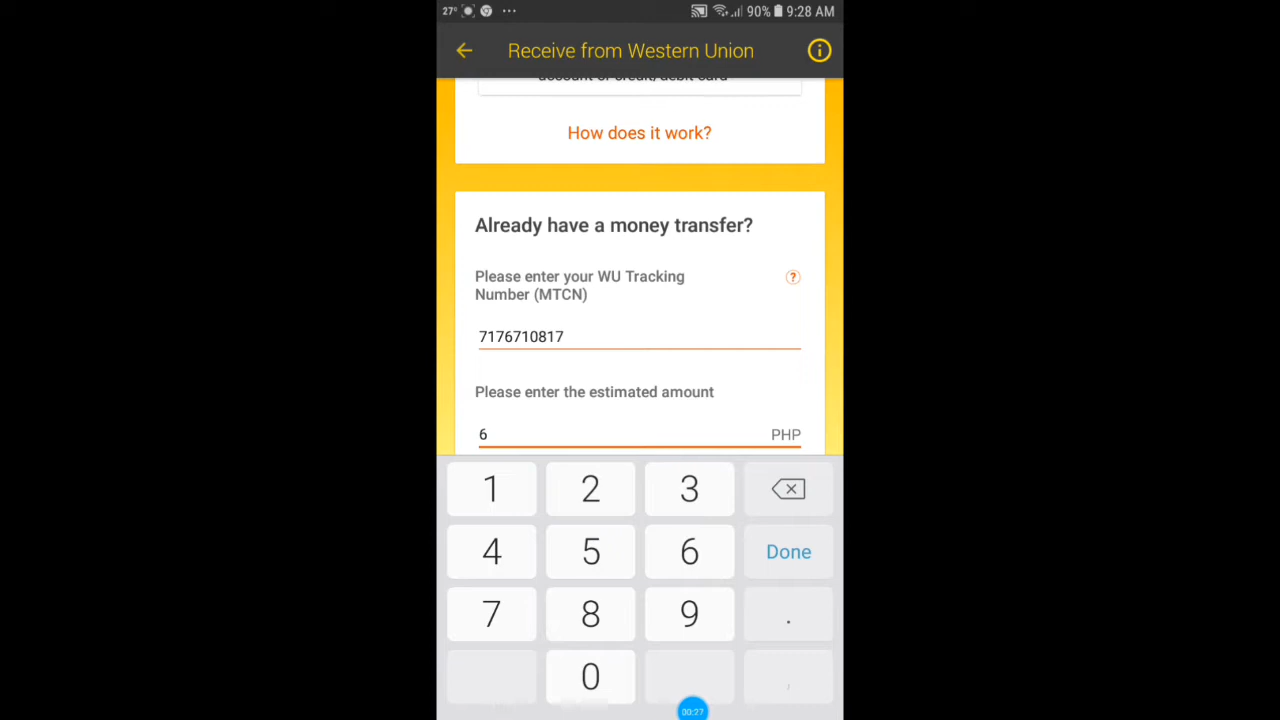 27° 90% 9:28 AM
Receive from Western Union
account or credit/debit card
How does it work?
Already have a money transfer?
Please enter your WU Tracking
Number (MTCN)
?
7176710817
Please enter the estimated amount
6 PHP
1 2 3
4 5 6 Done
7 8 9 .
0 ,
00:27